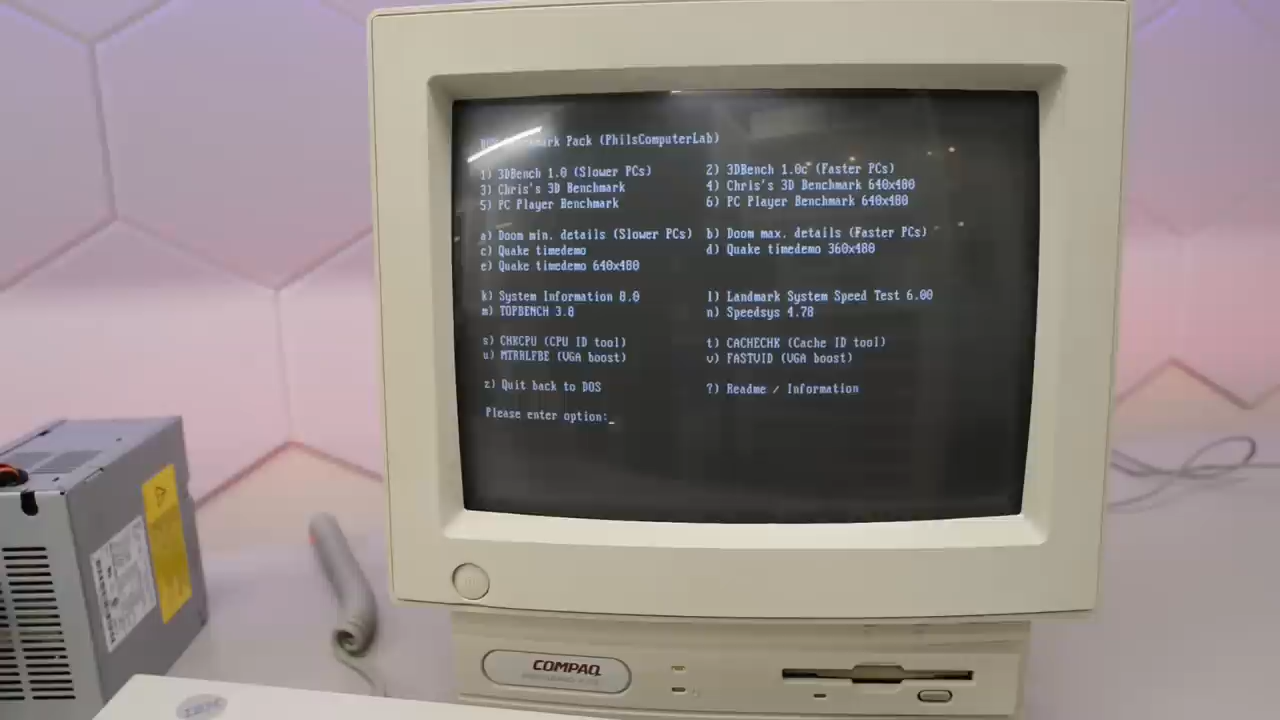 Pack (PhilsComputerLab)
1) 3DBench 1.0 (Slower PCs) 2) 3DBench 1.0c (Faster PCs)
3) Chris's 3D Benchmark 4) Chris's 3D Benchmark 640x480
5) PC Player Benchmark 6) PC Player Benchmark 640x480
a) Doom min. details (Slower PCs) b) Doom max. details (Faster PCs)
c) Quake timedemo d) Quake timedemo 360x480
e) Quake timedemo 640x480
k) System Information 8.0 l) Landmark System Speed Test 6.00
m) TOPBENCH 3.8 n) Speedsys 4.78
s) CHKCPU (CPU ID tool) t) CACHECHK (Cache ID tool)
u) MTRRLFBE (VGA boost) v) FASTVID (VGA boost)
z) Quit back to DOS ?) Readme / Information
Please enter option:_
COMPAQ
IBM